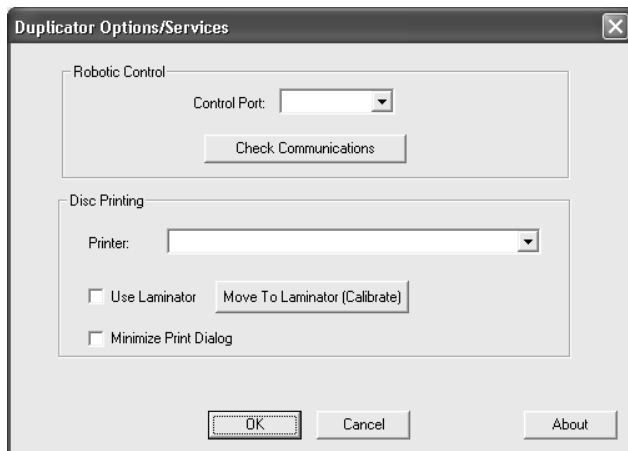 Duplicator Options/Services
Robotic Control
Control Port:
Check Communications
Disc Printing
Printer:
Use Laminator Move To Laminator (Calibrate)
Minimize Print Dialog
OK Cancel About